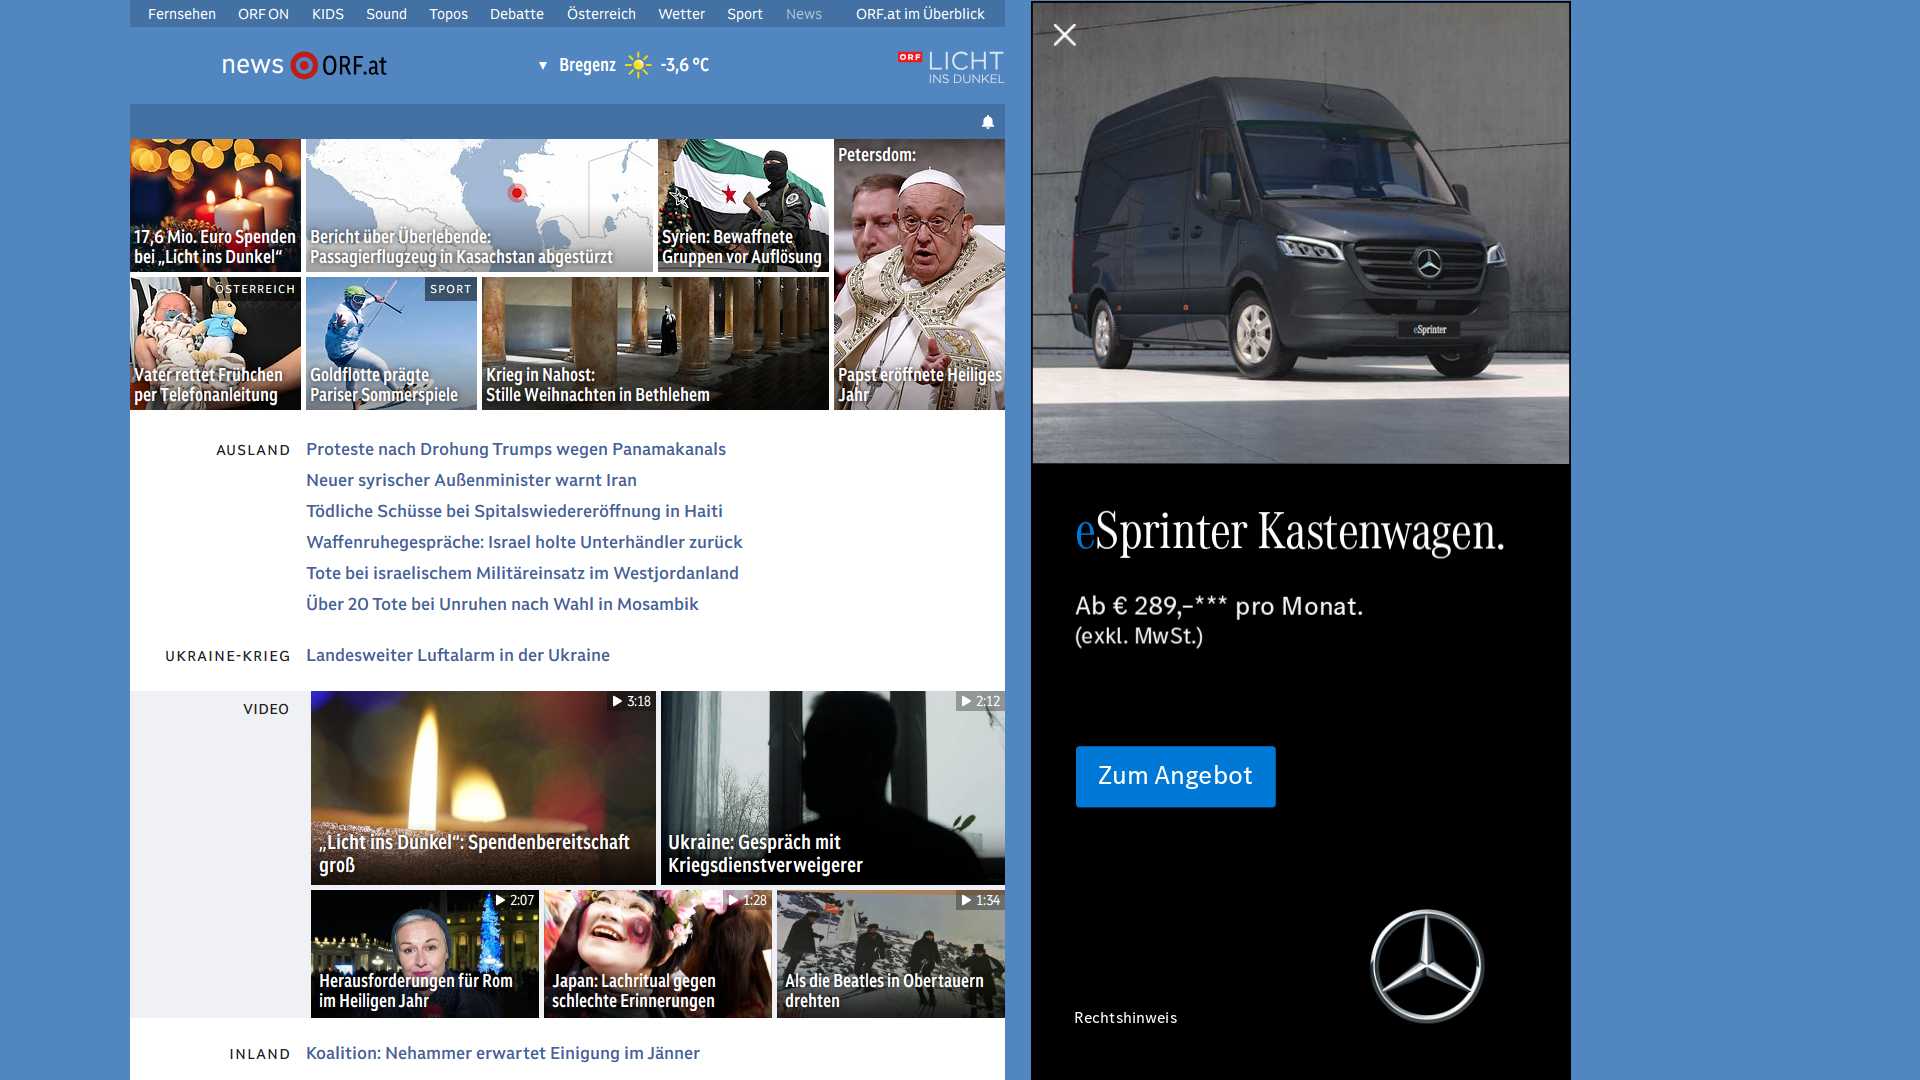 Fernsehen ORF ON KIDS Sound Topos Debatte Österreich Wetter Sport News ORF.at im Überblick
news ORF.at
▼ Bregenz -3,6 °C
ORF LICHT
INS DUNKEL
17,6 Mio. Euro Spenden
bei „Licht ins Dunkel“
Bericht über Überlebende:
Passagierflugzeug in Kasachstan abgestürzt
Syrien: Bewaffnete
Gruppen vor Auflösung
Petersdom:
Papst eröffnete Heiliges
Jahr
ÖSTERREICH
Vater rettet Frühchen
per Telefonanleitung
SPORT
Goldflotte prägte
Pariser Sommerspiele
Krieg in Nahost:
Stille Weihnachten in Bethlehem
AUSLAND
Proteste nach Drohung Trumps wegen Panamakanals
Neuer syrischer Außenminister warnt Iran
Tödliche Schüsse bei Spitalswiedereröffnung in Haiti
Waffenruhegespräche: Israel holte Unterhändler zurück
Tote bei israelischem Militäreinsatz im Westjordanland
Über 20 Tote bei Unruhen nach Wahl in Mosambik
UKRAINE-KRIEG
Landesweiter Luftalarm in der Ukraine
VIDEO
3:18
„Licht ins Dunkel“: Spendenbereitschaft
groß
2:12
Ukraine: Gespräch mit
Kriegsdienstverweigerer
2:07
Herausforderungen für Rom
im Heiligen Jahr
1:28
Japan: Lachritual gegen
schlechte Erinnerungen
1:34
Als die Beatles in Obertauern
drehten
INLAND
Koalition: Nehammer erwartet Einigung im Jänner
eSprinter
eSprinter Kastenwagen.
Ab € 289,–*** pro Monat.
(exkl. MwSt.)
Zum Angebot
Rechtshinweis